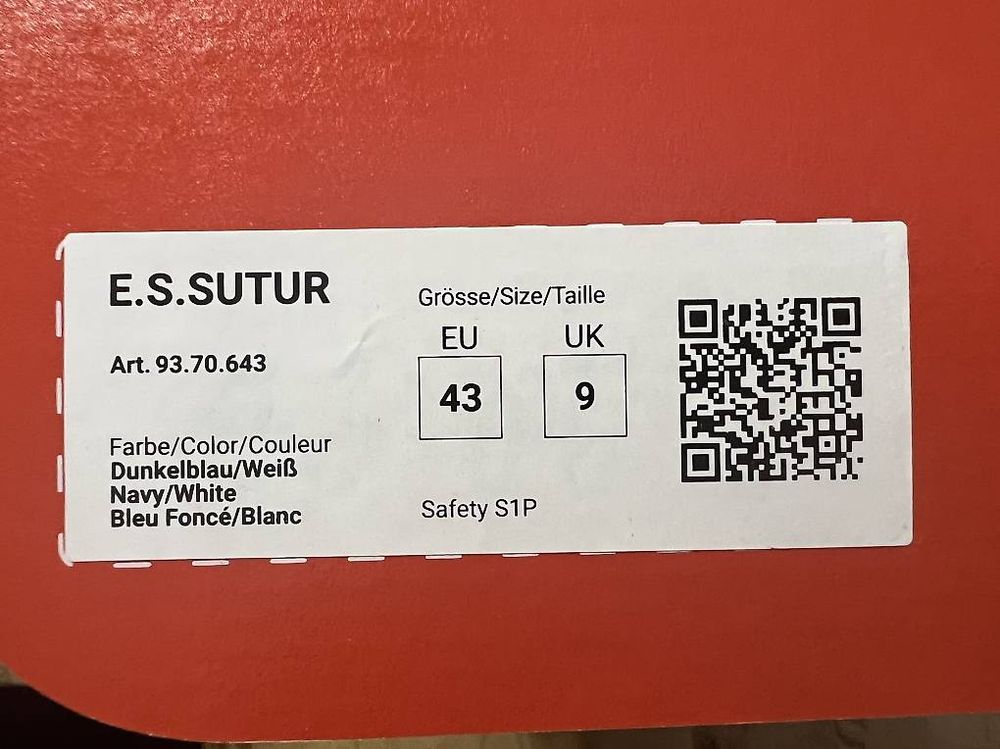 E.S.SUTUR
Art. 93.70.643
Farbe/Color/Couleur
Dunkelblau/Weiß
Navy/White
Bleu Foncé/Blanc
Grösse/Size/Taille
EU UK
43 9
Safety S1P